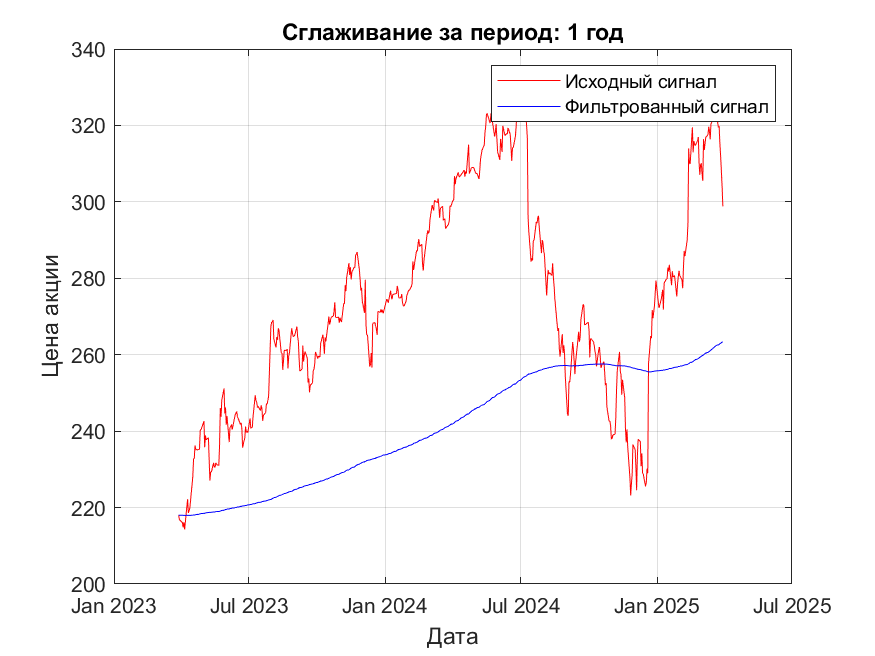 Сглаживание за период: 1 год
Исходный сигнал
Фильтрованный сигнал
Цена акции
340
320
300
280
260
240
220
200
Jan 2023
Jul 2023
Jan 2024
Jul 2024
Jan 2025
Jul 2025
Дата